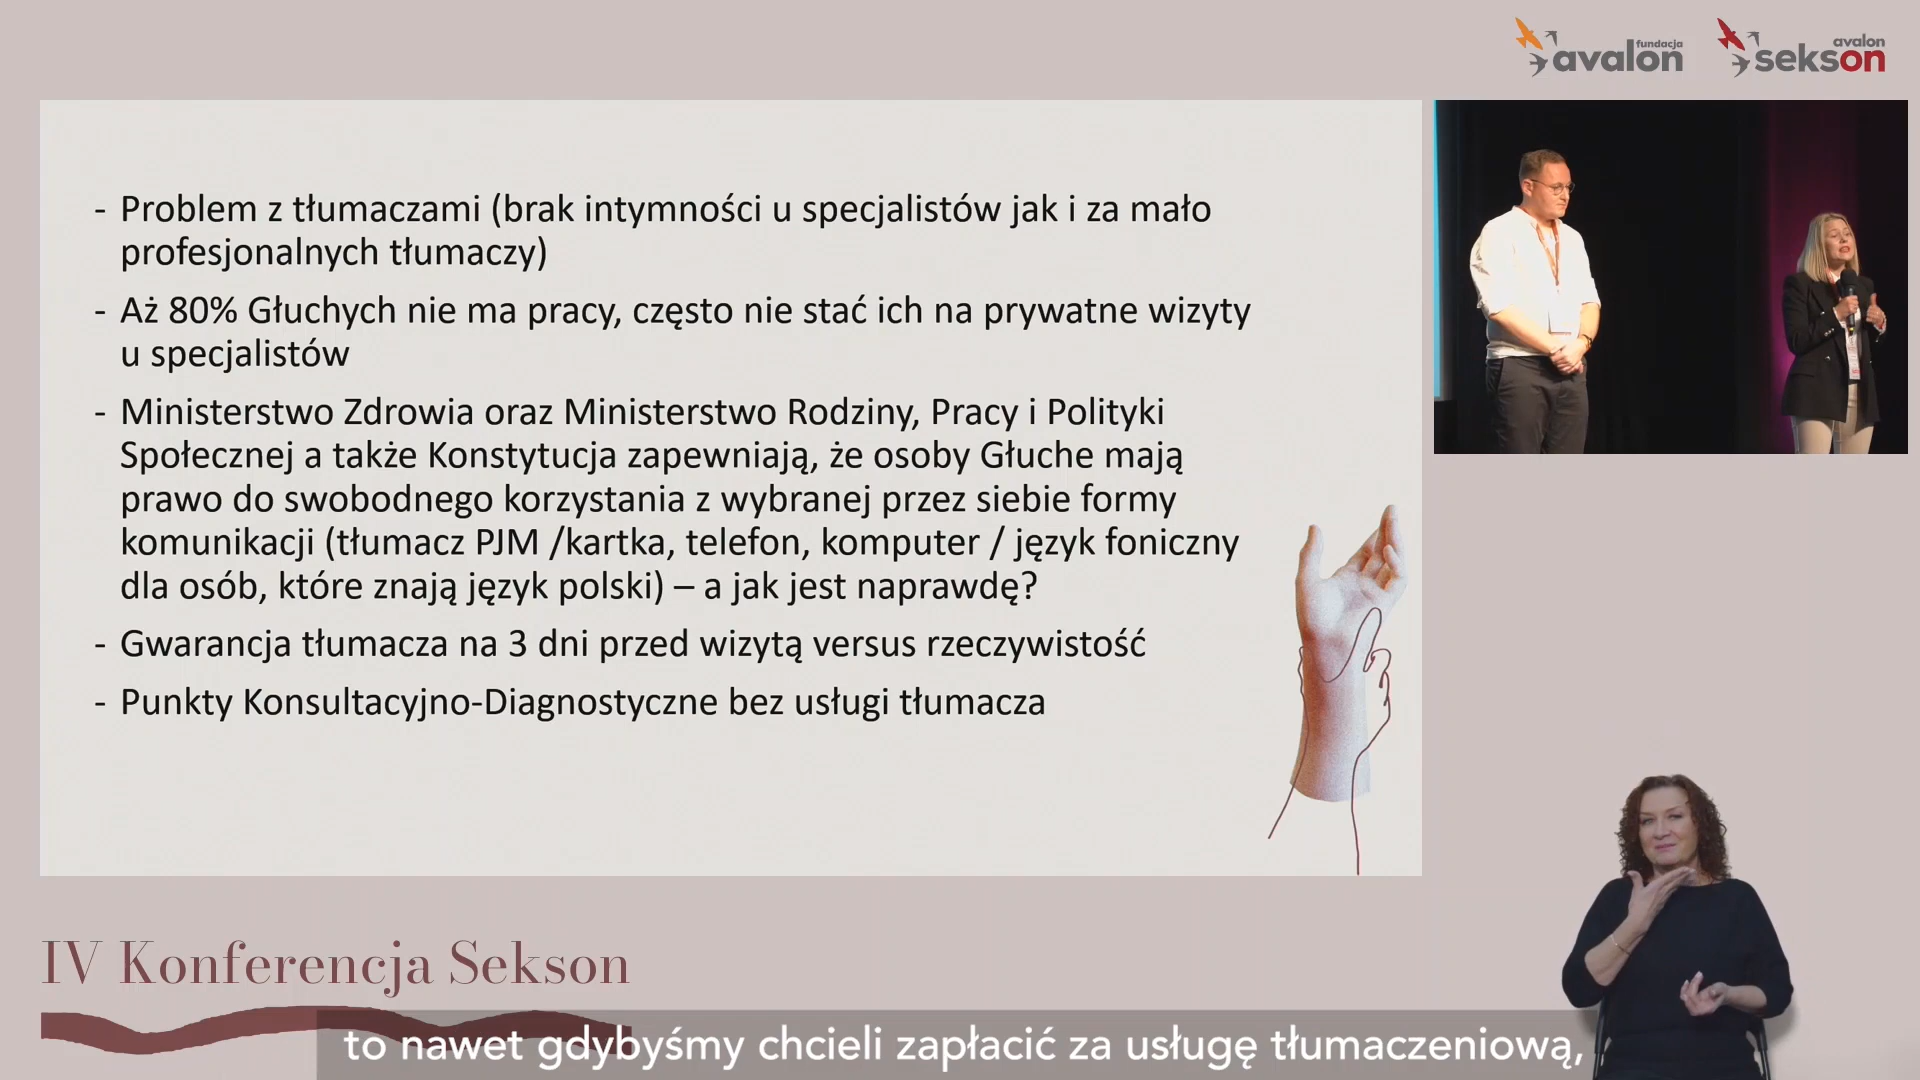 fundacja
avalon
avalon
sekson
- Problem z tłumaczami (brak intymności u specjalistów jak i za mało
profesjonalnych tłumaczy)
- Aż 80% Głuchych nie ma pracy, często nie stać ich na prywatne wizyty
u specjalistów
- Ministerstwo Zdrowia oraz Ministerstwo Rodziny, Pracy i Polityki
Społecznej a także Konstytucja zapewniają, że osoby Głuche mają
prawo do swobodnego korzystania z wybranej przez siebie formy
komunikacji (tłumacz PJM /kartka, telefon, komputer / język foniczny
dla osób, które znają język polski) – a jak jest naprawdę?
- Gwarancja tłumacza na 3 dni przed wizytą versus rzeczywistość
- Punkty Konsultacyjno-Diagnostyczne bez usługi tłumacza
IV Konferencja Sekson
to nawet gdybyśmy chcieli zapłacić za usługę tłumaczeniową,